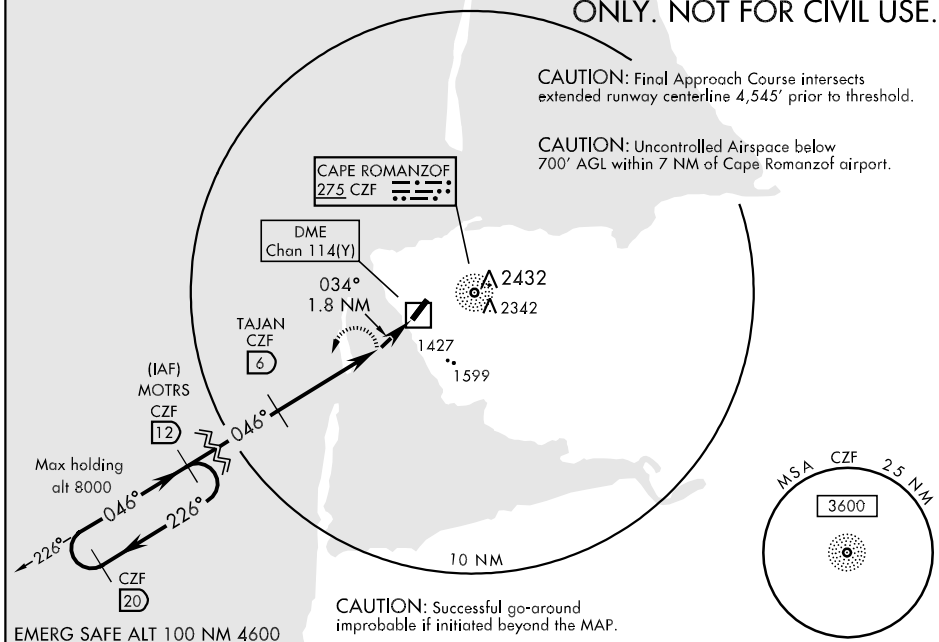 ONLY. NOT FOR CIVIL USE.
CAUTION: Final Approach Course intersects
extended runway centerline 4,545' prior to threshold.
CAUTION: Uncontrolled Airspace below
700' AGL within 7 NM of Cape Romanzof airport.
CAPE ROMANZOF
275 CZF
DME
Chan 114(Y)
034°
1.8 NM
2432
2342
TAJAN
CZF
6
1427
1599
(IAF)
MOTRS
CZF
12
046°
Max holding
alt 8000
046°
226°
226°
CZF
20
10 NM
MSA CZF 25 NM
3600
CAUTION: Successful go-around
improbable if initiated beyond the MAP.
EMERG SAFE ALT 100 NM 4600